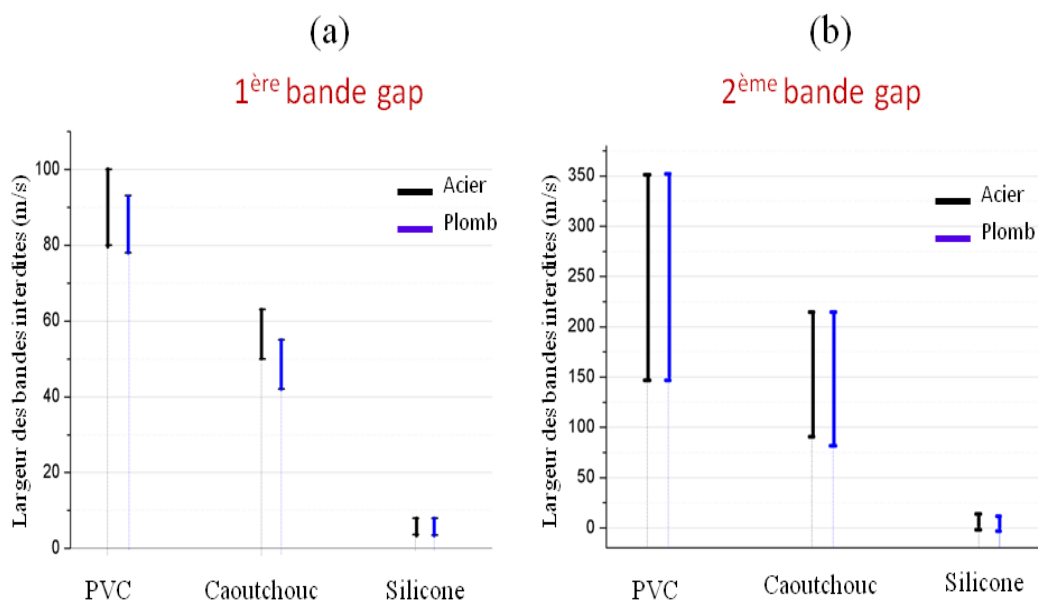 (a)
1ère bande gap
Largeur des bandes interdites (m/s)
100
80
60
40
20
0
Acier
Plomb
PVC
Caoutchouc
Silicone
(b)
2ème bande gap
Largeur des bandes interdites (m/s)
350
300
250
200
150
100
50
0
Acier
Plomb
PVC
Caoutchouc
Silicone